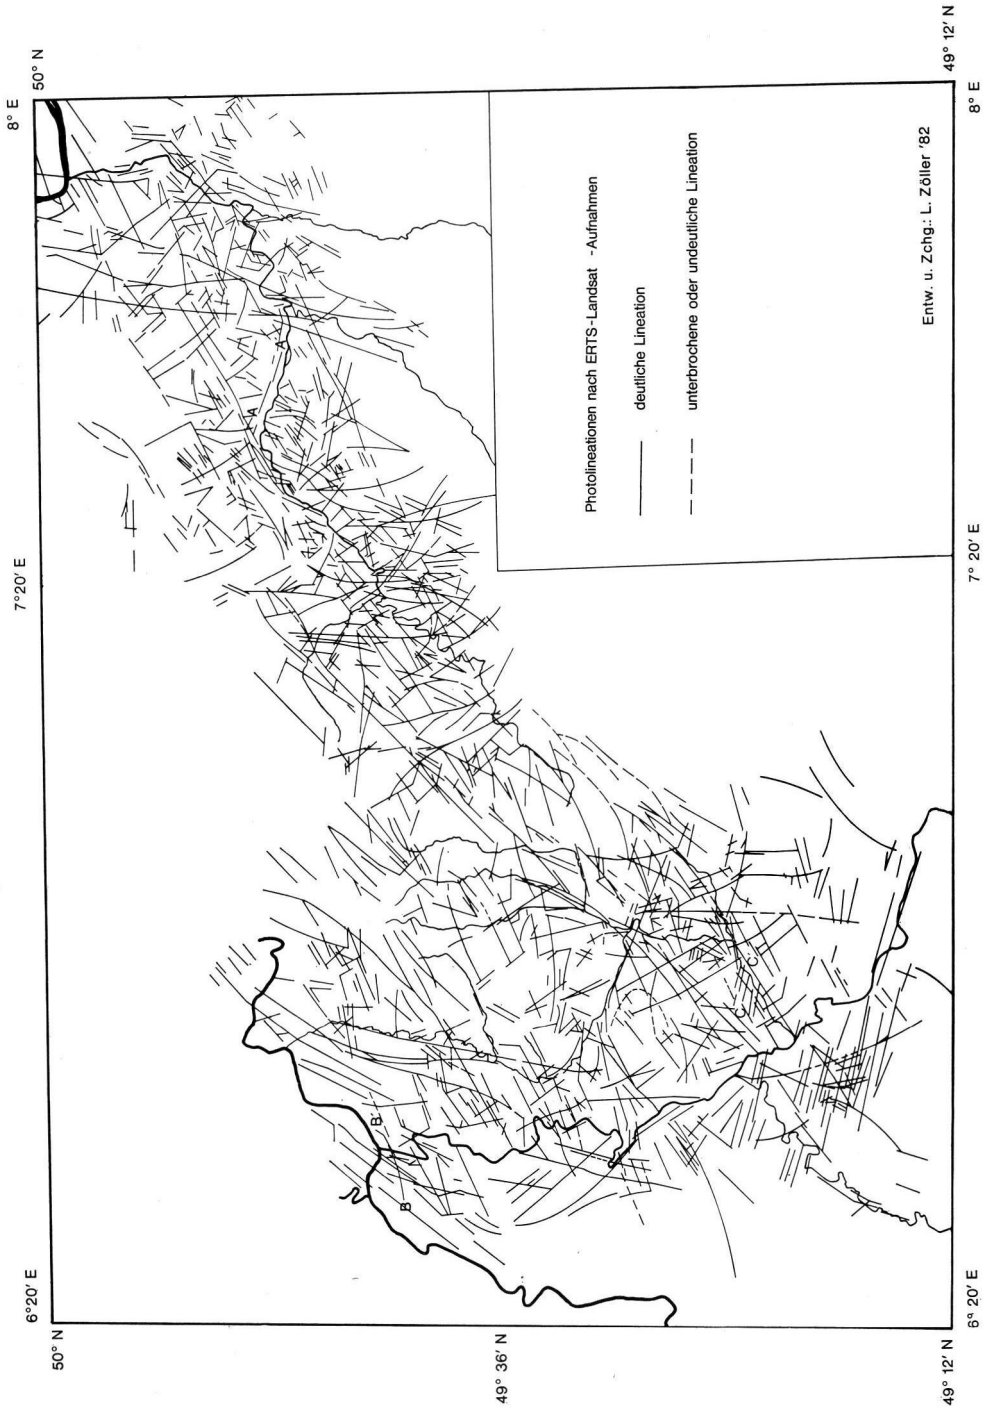 6°20' E
7°20' E
8° E
50° N
50° N
49° 36' N
49° 12' N
49° 12' N
6° 20' E
7° 20' E
8° E
A
A'
B
B'
C
C'
Photolineationen nach ERTS-Landsat -Aufnahmen
deutliche Lineation
unterbrochene oder undeutliche Lineation
Entw. u. Zchg.: L. Zöller '82